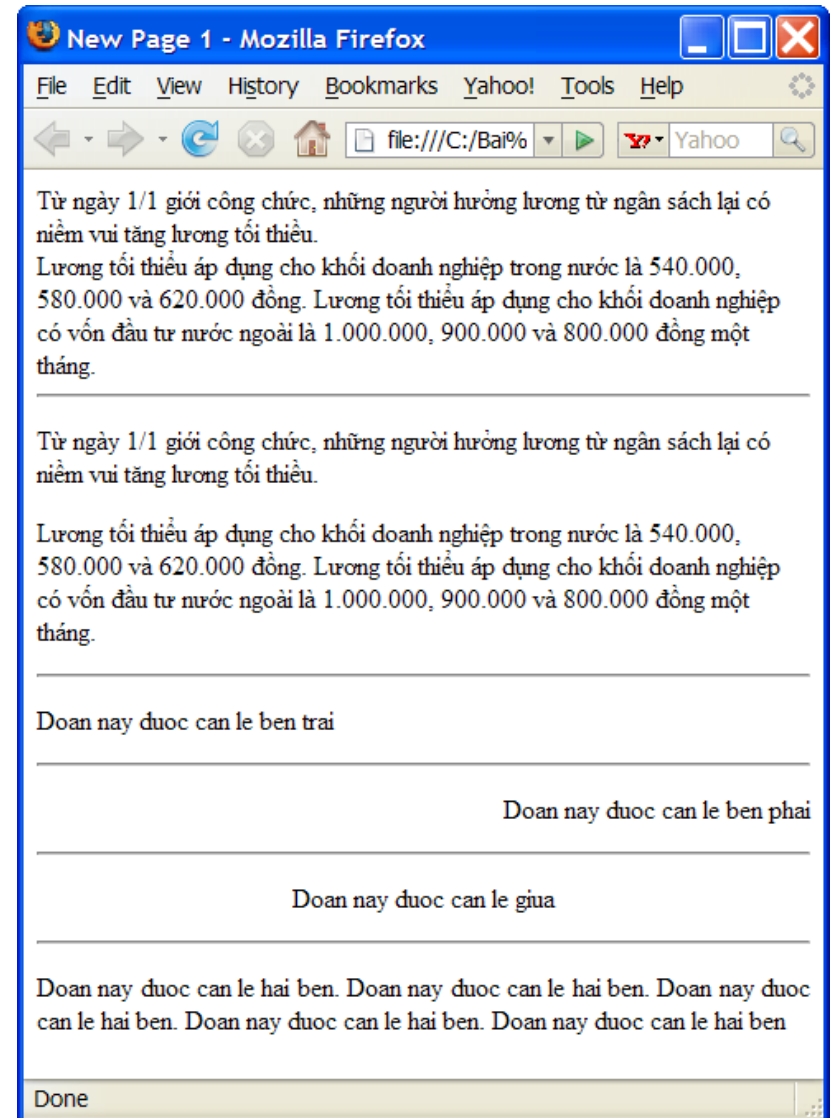 New Page 1 - Mozilla Firefox
File Edit View History Bookmarks Yahoo! Tools Help
file:///C:/Bai% Yahoo
Từ ngày 1/1 giới công chức, những người hưởng lương từ ngân sách lại có
niềm vui tăng lương tối thiểu.
Lương tối thiểu áp dụng cho khối doanh nghiệp trong nước là 540.000,
580.000 và 620.000 đồng. Lương tối thiểu áp dụng cho khối doanh nghiệp
có vốn đầu tư nước ngoài là 1.000.000, 900.000 và 800.000 đồng một
tháng.
Từ ngày 1/1 giới công chức, những người hưởng lương từ ngân sách lại có
niềm vui tăng lương tối thiểu.
Lương tối thiểu áp dụng cho khối doanh nghiệp trong nước là 540.000,
580.000 và 620.000 đồng. Lương tối thiểu áp dụng cho khối doanh nghiệp
có vốn đầu tư nước ngoài là 1.000.000, 900.000 và 800.000 đồng một
tháng.
Doan nay duoc can le ben trai
Doan nay duoc can le ben phai
Doan nay duoc can le giua
Doan nay duoc can le hai ben. Doan nay duoc can le hai ben. Doan nay duoc
can le hai ben. Doan nay duoc can le hai ben. Doan nay duoc can le hai ben
Done